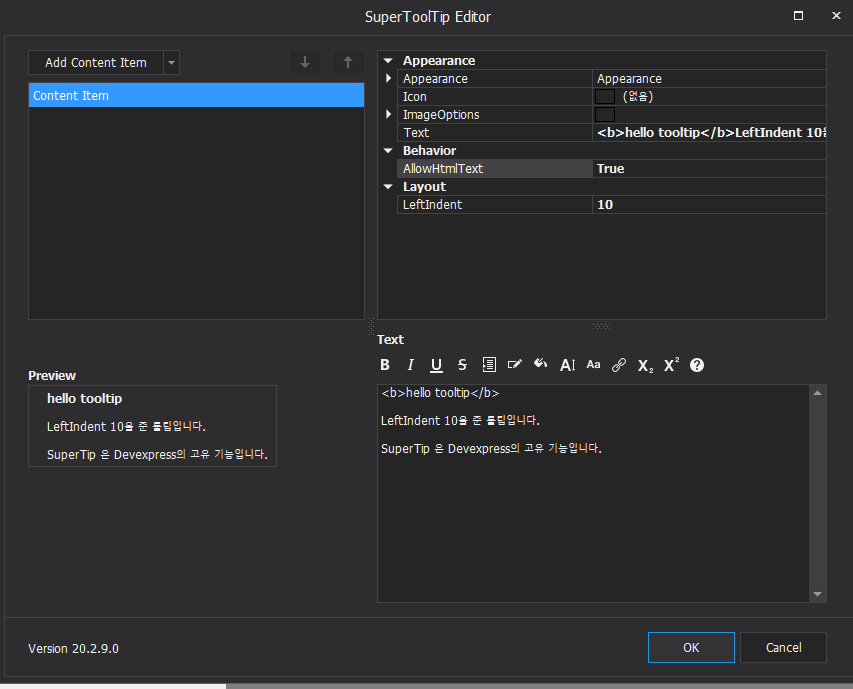 SuperToolTip Editor
Add Content Item
Content Item
Appearance
Appearance Appearance
Icon (없음)
ImageOptions
Text <b>hello tooltip</b>LeftIndent 10을
Behavior
AllowHtmlText True
Layout
LeftIndent 10
Text
B I U S A Aa X₂ X² ?
<b>hello tooltip</b>
LeftIndent 10을 준 툴팁입니다.
SuperTip 은 Devexpress의 고유 기능입니다.
Preview
hello tooltip
LeftIndent 10을 준 툴팁입니다.
SuperTip 은 Devexpress의 고유 기능입니다.
Version 20.2.9.0
OK
Cancel